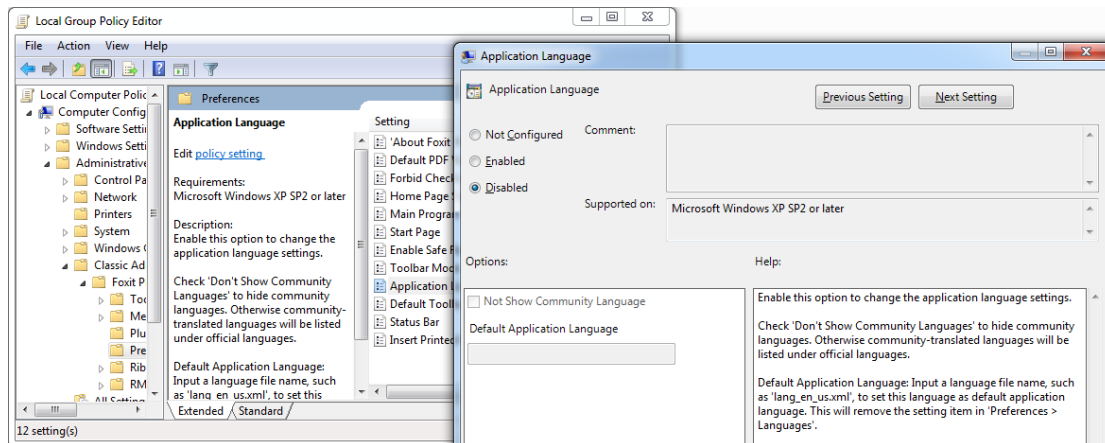 Local Group Policy Editor
File Action View Help
Local Computer Polic
Computer Config
Software Settin
Windows Setti
Administrative
Control Pa
Network
Printers
System
Windows
Classic Ad
Foxit P
Too
Me
Plu
Pre
Rib
RM
All Setting
Preferences
Application Language
Edit policy setting
Requirements:
Microsoft Windows XP SP2 or later
Description:
Enable this option to change the
application language settings.
Check 'Don't Show Community
Languages' to hide community
languages. Otherwise community-
translated languages will be listed
under official languages.
Default Application Language:
Input a language file name, such
as 'lang_en_us.xml', to set this
Setting
'About Foxit
Default PDF
Forbid Check
Home Page
Main Program
Start Page
Enable Safe
Toolbar Mod
Application
Default Tool
Status Bar
Insert Printed
Extended Standard
12 setting(s)
Application Language
Application Language
Previous Setting Next Setting
Not Configured
Enabled
Disabled
Comment:
Supported on: Microsoft Windows XP SP2 or later
Options: Help:
Not Show Community Language
Default Application Language
Enable this option to change the application language settings.
Check 'Don't Show Community Languages' to hide community
languages. Otherwise community-translated languages will be
listed under official languages.
Default Application Language: Input a language file name, such
as 'lang_en_us.xml', to set this language as default application
language. This will remove the setting item in 'Preferences >
Languages'.